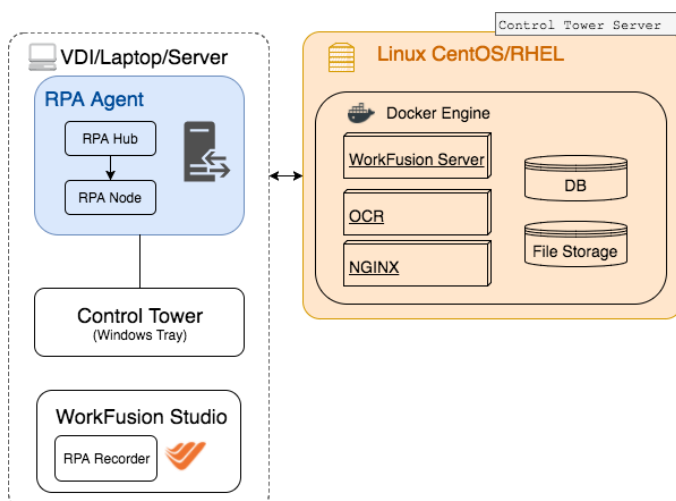 Control Tower Server
VDI/Laptop/Server
RPA Agent
RPA Hub
RPA Node
Control Tower
(Windows Tray)
WorkFusion Studio
RPA Recorder
Linux CentOS/RHEL
Docker Engine
WorkFusion Server
OCR
NGINX
DB
File Storage